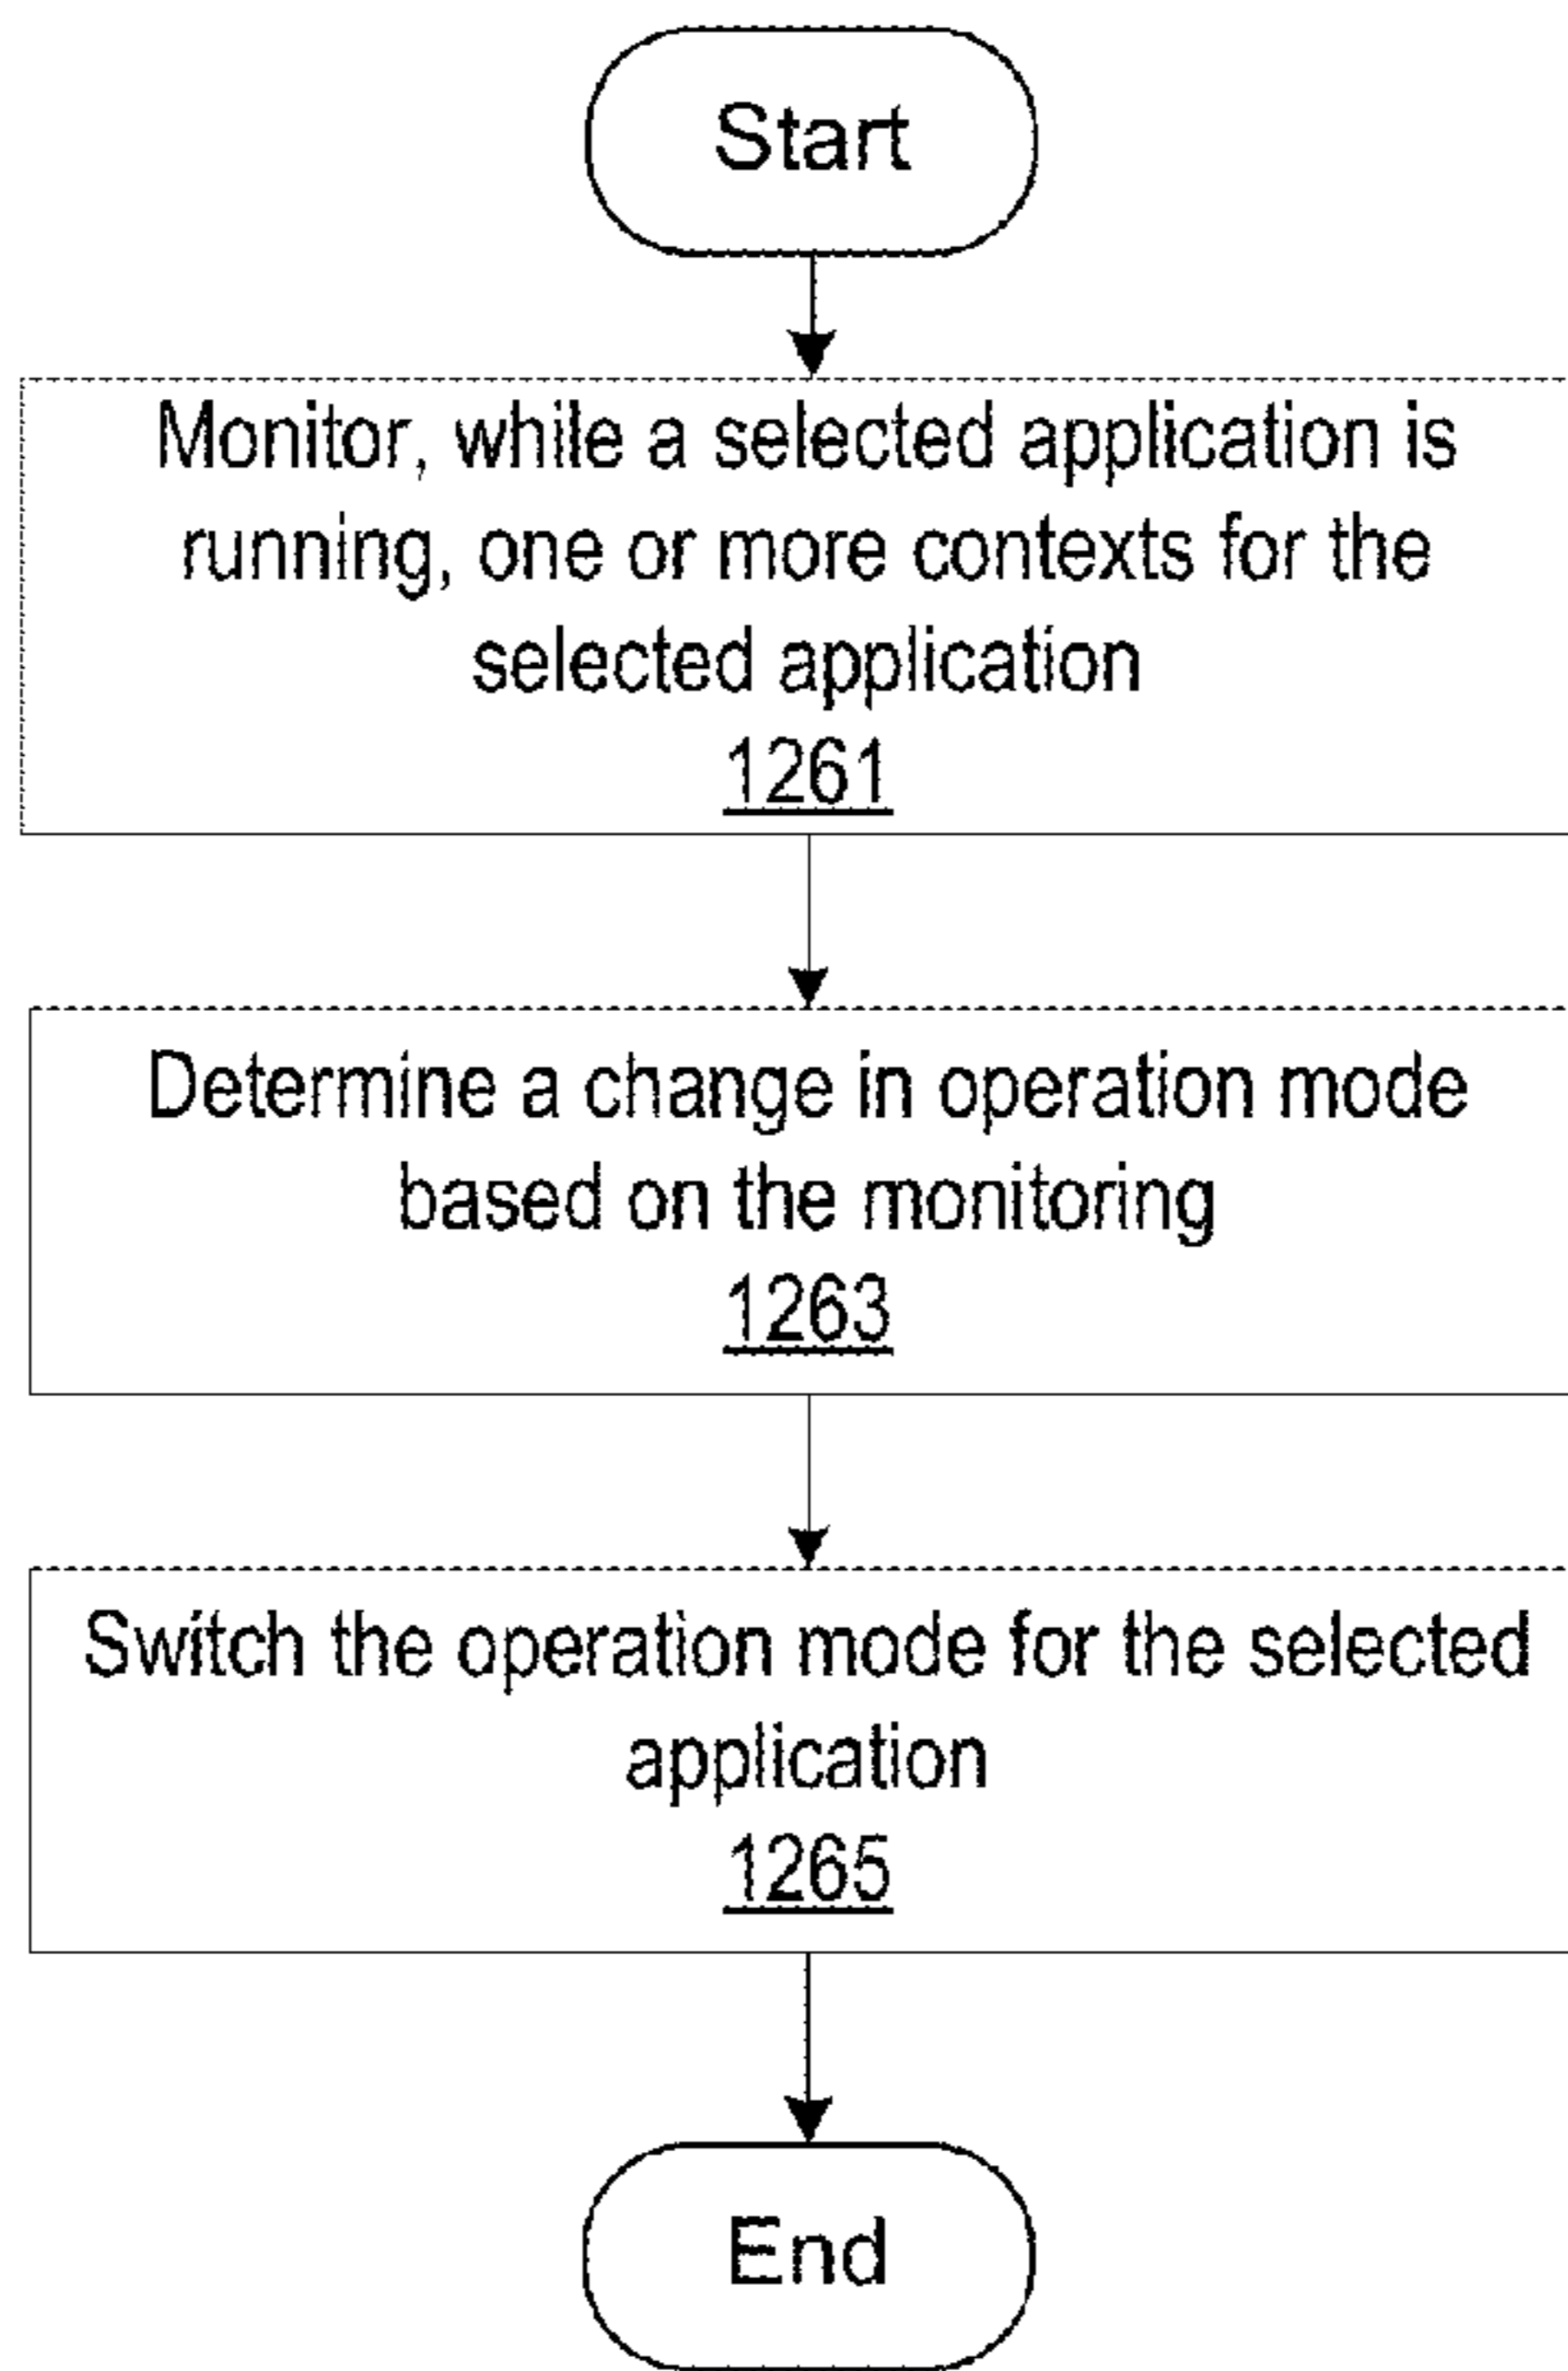 Start
Monitor, while a selected application is
running, one or more contexts for the
selected application
1261
Determine a change in operation mode
based on the monitoring
1263
Switch the operation mode for the selected
application
1265
End